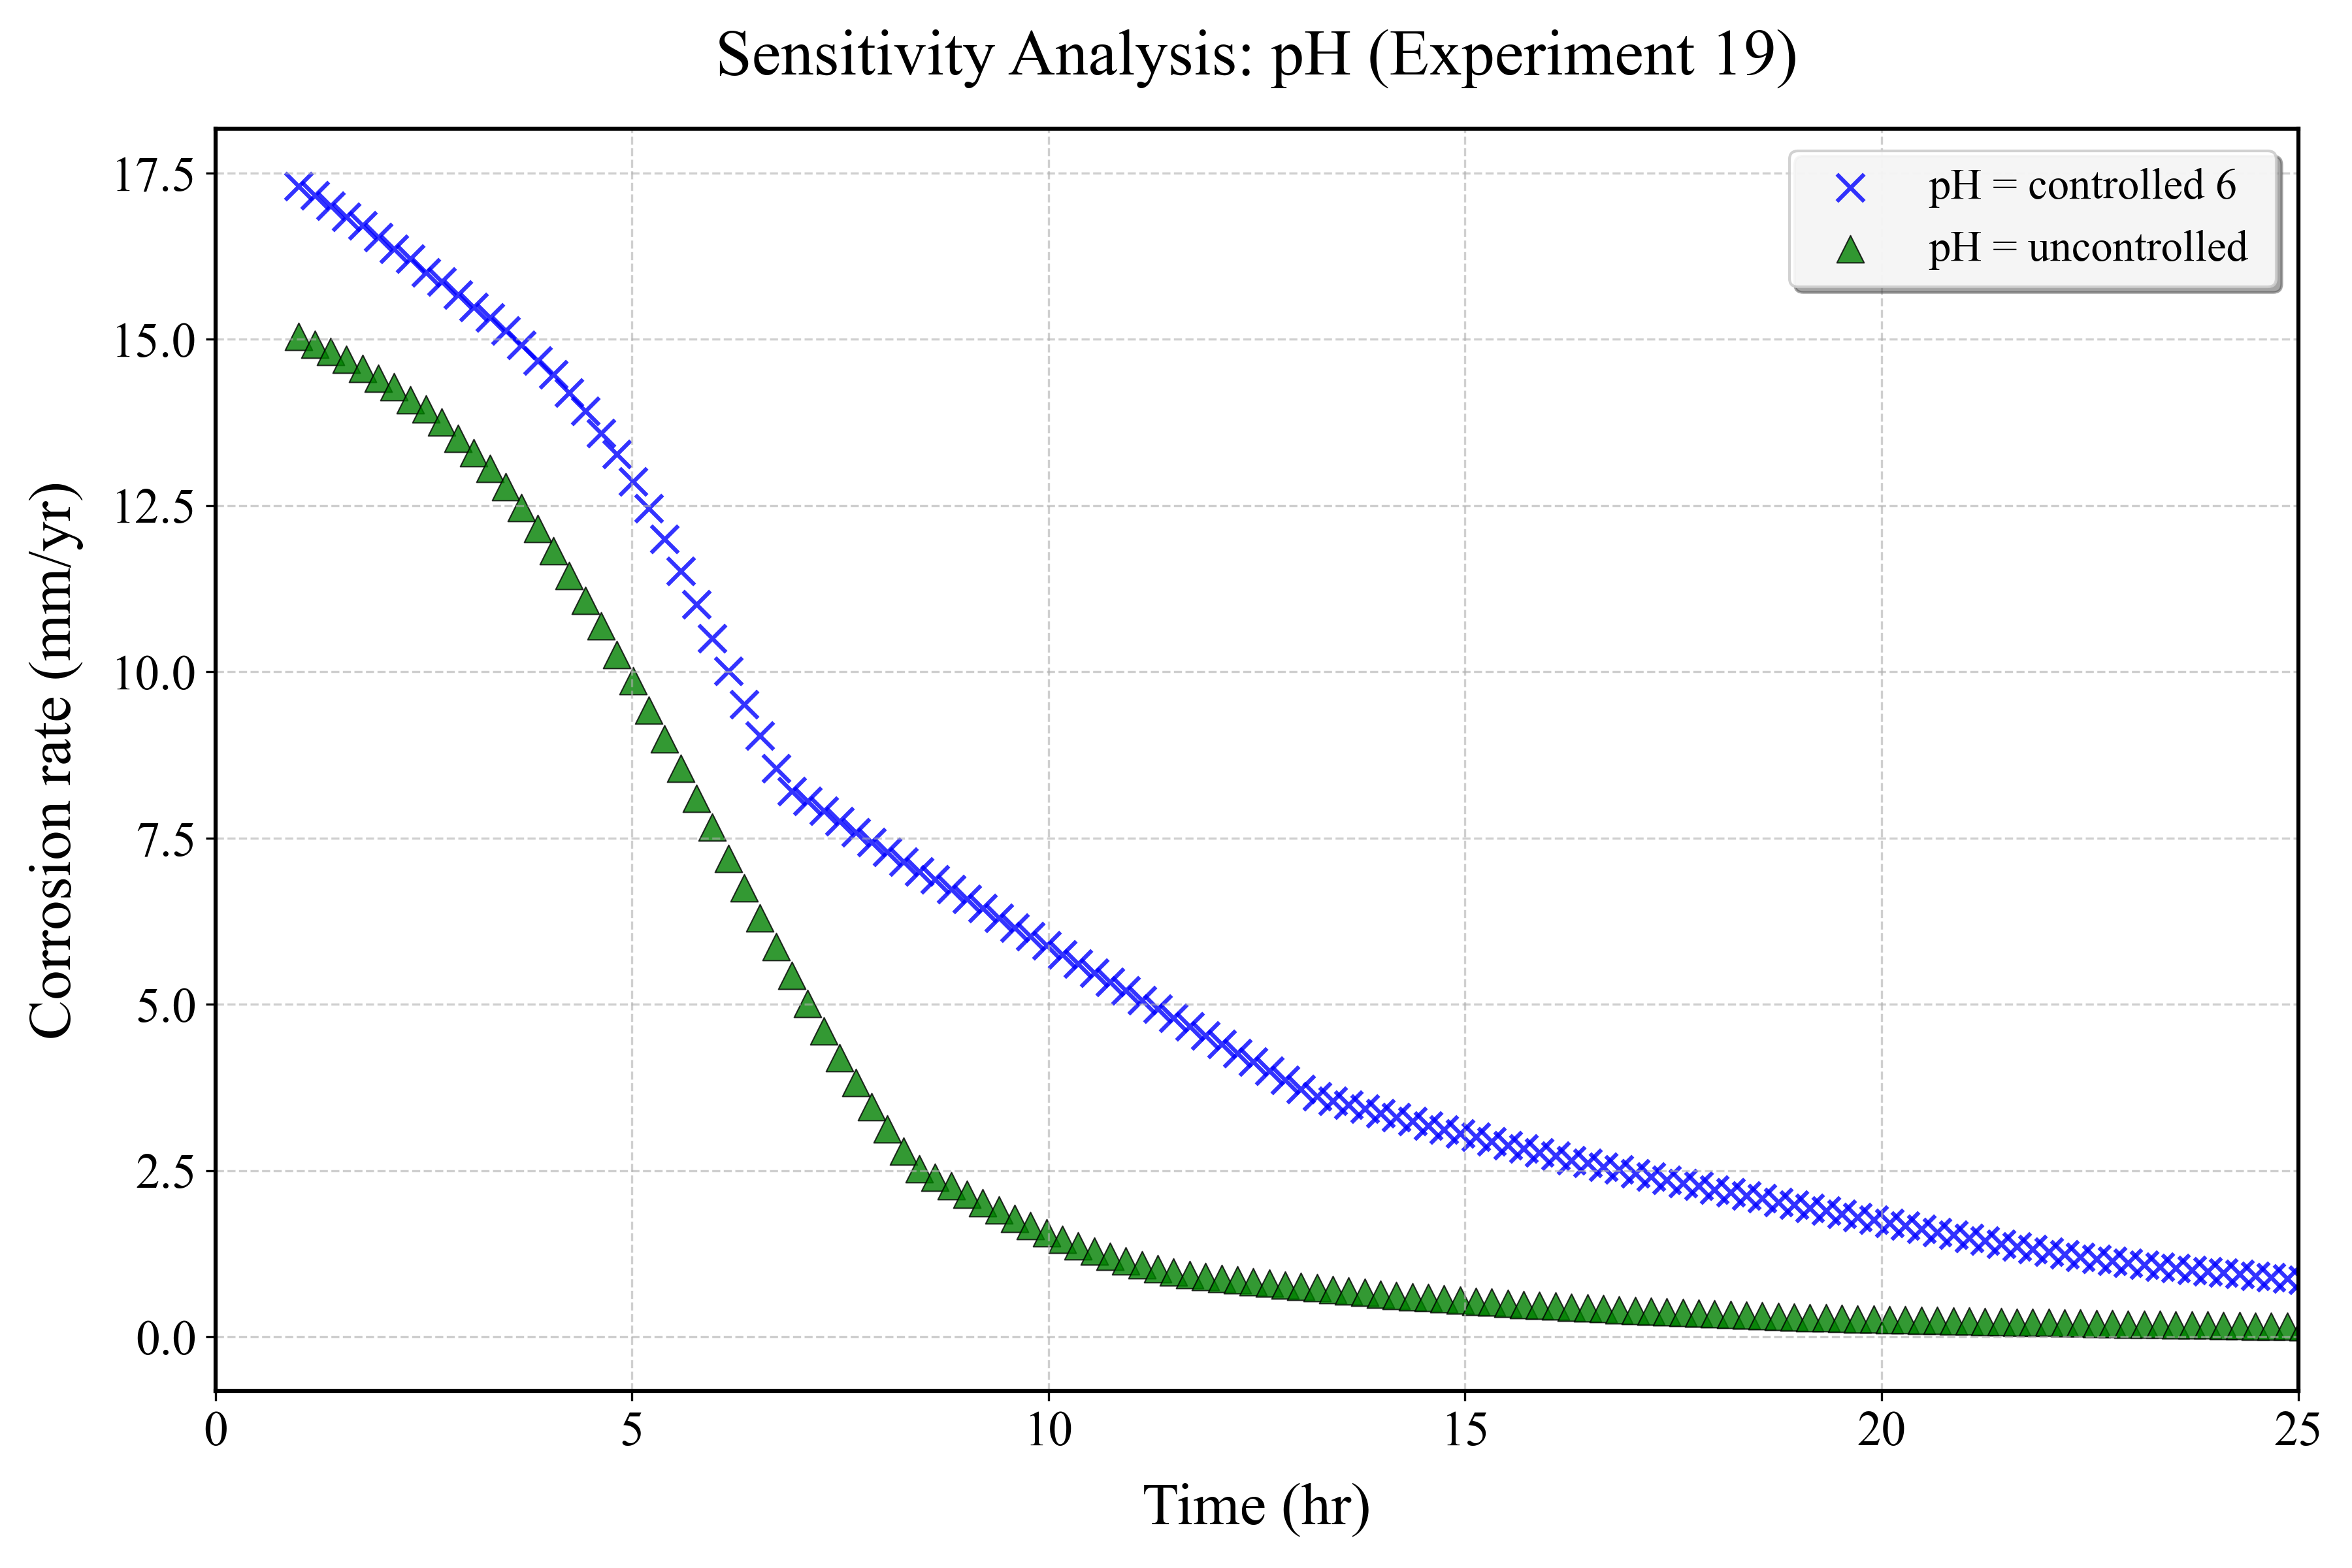 Sensitivity Analysis: pH (Experiment 19)
pH = controlled 6
pH = uncontrolled
Corrosion rate (mm/yr)
17.5
15.0
12.5
10.0
7.5
5.0
2.5
0.0
0 5 10 15 20 25
Time (hr)